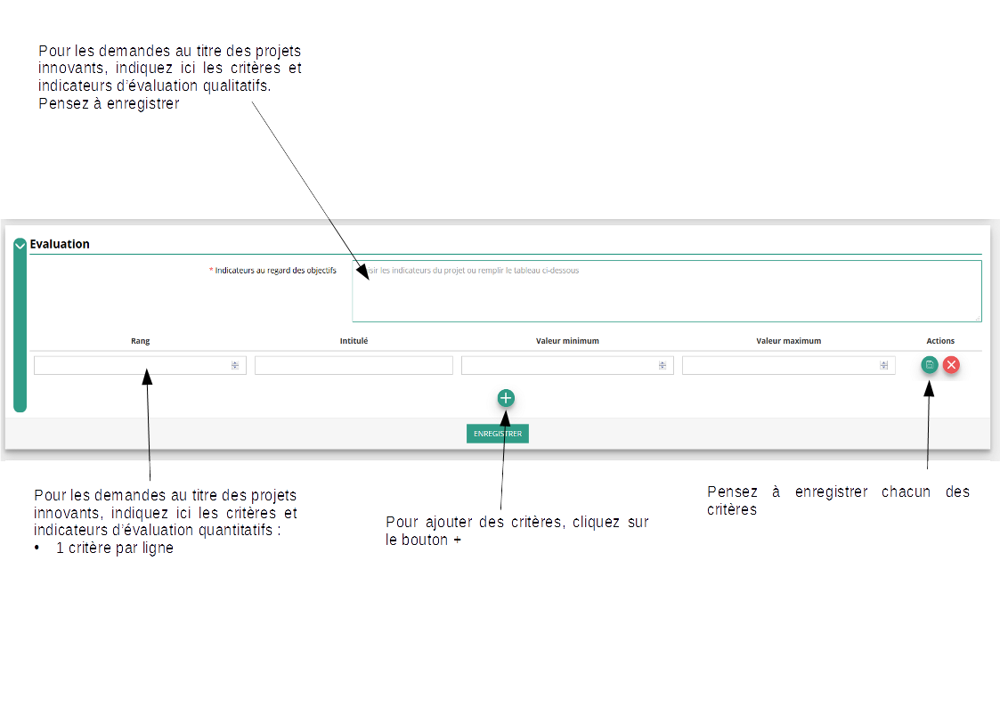 Pour les demandes au titre des projets
innovants, indiquez ici les critères et
indicateurs d’évaluation qualitatifs.
Pensez à enregistrer
Evaluation
* Indicateurs au regard des objectifs
les indicateurs du projet ou remplir le tableau ci-dessous
Rang
Intitulé
Valeur minimum
Valeur maximum
Actions
ENREGISTRER
Pour les demandes au titre des projets
innovants, indiquez ici les critères et
indicateurs d’évaluation quantitatifs :
• 1 critère par ligne
Pour ajouter des critères, cliquez sur
le bouton +
Pensez à enregistrer chacun des
critères